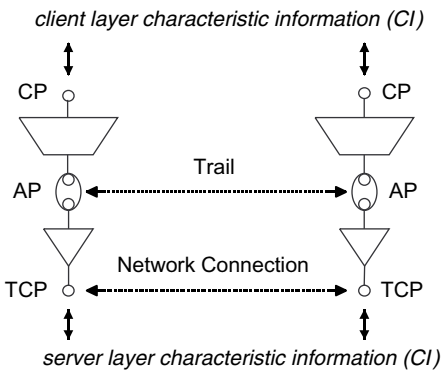 client layer characteristic information (CI)
CP CP
Trail
AP AP
Network Connection
TCP TCP
server layer characteristic information (CI)